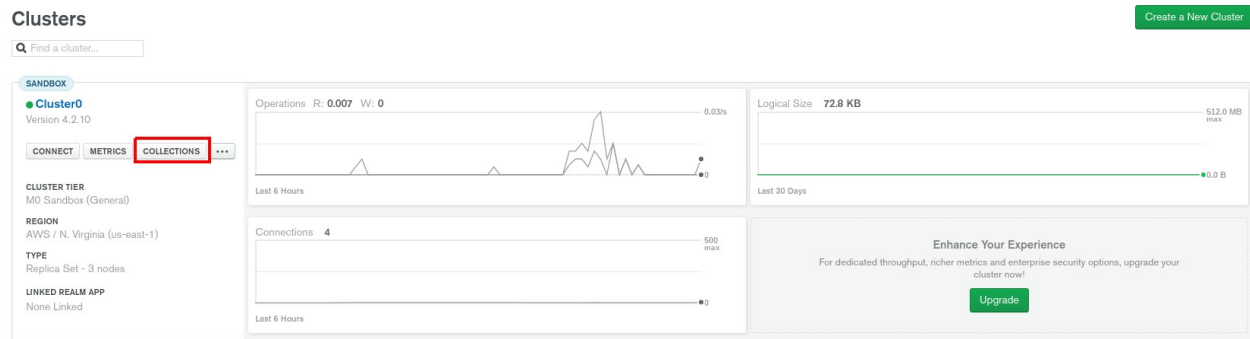 Clusters
Create a New Cluster
Find a cluster...
SANDBOX
Cluster0
Version 4.2.10
CONNECT METRICS COLLECTIONS ...
CLUSTER TIER
M0 Sandbox (General)
REGION
AWS / N. Virginia (us-east-1)
TYPE
Replica Set - 3 nodes
LINKED REALM APP
None Linked
Operations R: 0.007 W: 0
0.03/s
0
Last 6 Hours
Logical Size 72.8 KB
512.0 MB
max
0.0 B
Last 30 Days
Connections 4
500
max
0
Last 6 Hours
Enhance Your Experience
For dedicated throughput, richer metrics and enterprise security options, upgrade your
cluster now!
Upgrade